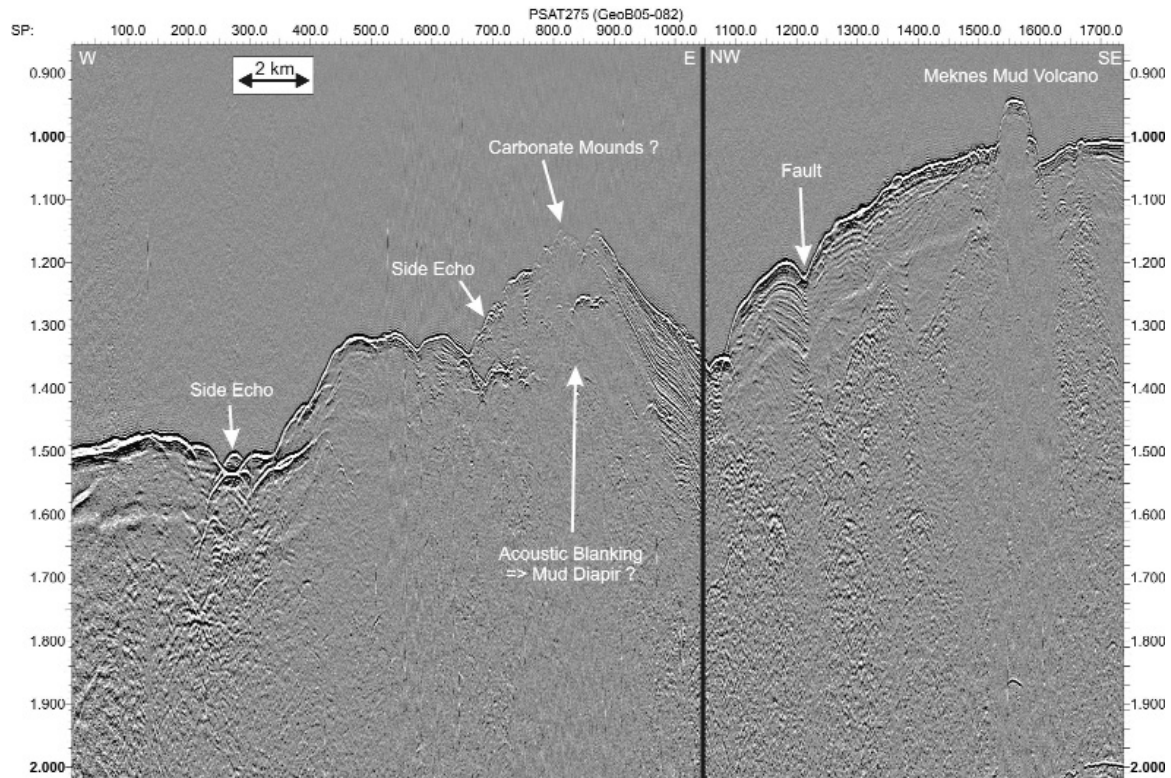 PSAT275 (GeoB05-082)
SP: 100.0 200.0 300.0 400.0 500.0 600.0 700.0 800.0 900.0 1000.0 1100.0 1200.0 1300.0 1400.0 1500.0 1600.0 1700.0
W E NW SE
2 km
Meknes Mud Volcano
0.900 0.900
1.000 1.000
Carbonate Mounds ?
Fault
1.100 1.100
1.200 1.200
Side Echo
1.300 1.300
1.400 1.400
Side Echo
1.500 1.500
1.600 1.600
Acoustic Blanking
=> Mud Diapir ?
1.700 1.700
1.800 1.800
1.900 1.900
2.000 2.000